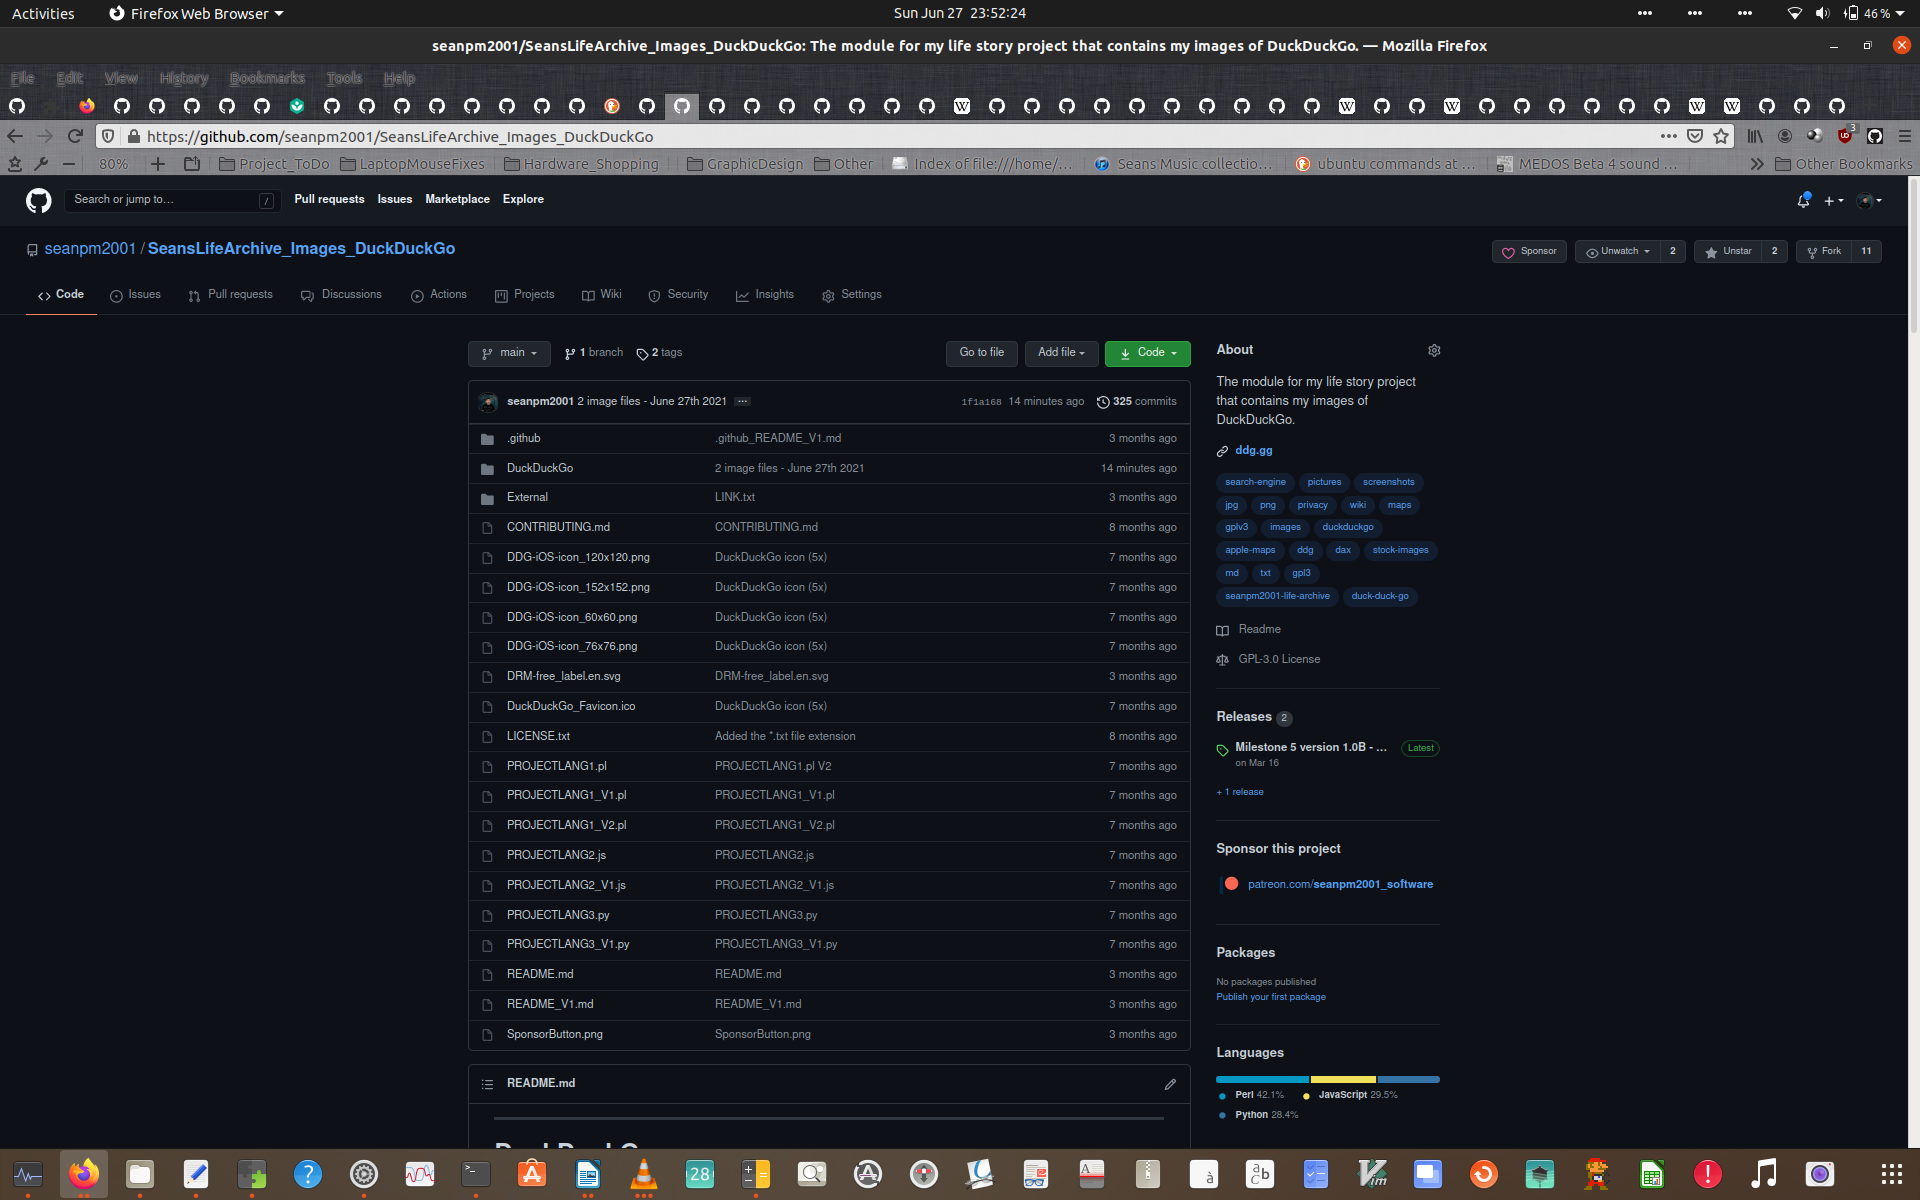 Activities
Firefox Web Browser
Sun Jun 27 23:52:24
46 %
seanpm2001/SeansLifeArchive_Images_DuckDuckGo: The module for my life story project that contains my images of DuckDuckGo. — Mozilla Firefox
File Edit View History Bookmarks Tools Help
https://github.com/seanpm2001/SeansLifeArchive_Images_DuckDuckGo
3
80%
Project_ToDo
LaptopMouseFixes
Hardware_Shopping
GraphicDesign
Other
Index of file:///home/...
Seans Music collectio...
ubuntu commands at ...
MEDOS Beta 4 sound ...
Other Bookmarks
Search or jump to...
/
Pull requests Issues Marketplace Explore
seanpm2001 / SeansLifeArchive_Images_DuckDuckGo
Sponsor
Unwatch 2
Unstar 2
Fork 11
Code Issues Pull requests Discussions Actions Projects Wiki Security Insights Settings
main
1 branch
2 tags
Go to file
Add file
Code
seanpm2001 2 image files - June 27th 2021 ... 1f1a168 14 minutes ago 325 commits
.github .github_README_V1.md 3 months ago
DuckDuckGo 2 image files - June 27th 2021 14 minutes ago
External LINK.txt 3 months ago
CONTRIBUTING.md CONTRIBUTING.md 8 months ago
DDG-iOS-icon_120x120.png DuckDuckGo icon (5x) 7 months ago
DDG-iOS-icon_152x152.png DuckDuckGo icon (5x) 7 months ago
DDG-iOS-icon_60x60.png DuckDuckGo icon (5x) 7 months ago
DDG-iOS-icon_76x76.png DuckDuckGo icon (5x) 7 months ago
DRM-free_label.en.svg DRM-free_label.en.svg 3 months ago
DuckDuckGo_Favicon.ico DuckDuckGo icon (5x) 7 months ago
LICENSE.txt Added the *.txt file extension 8 months ago
PROJECTLANG1.pl PROJECTLANG1.pl V2 7 months ago
PROJECTLANG1_V1.pl PROJECTLANG1_V1.pl 7 months ago
PROJECTLANG1_V2.pl PROJECTLANG1_V2.pl 7 months ago
PROJECTLANG2.js PROJECTLANG2.js 7 months ago
PROJECTLANG2_V1.js PROJECTLANG2_V1.js 7 months ago
PROJECTLANG3.py PROJECTLANG3.py 7 months ago
PROJECTLANG3_V1.py PROJECTLANG3_V1.py 7 months ago
README.md README.md 3 months ago
README_V1.md README_V1.md 3 months ago
SponsorButton.png SponsorButton.png 3 months ago
README.md
About
The module for my life story project
that contains my images of
DuckDuckGo.
ddg.gg
search-engine pictures screenshots
jpg png privacy wiki maps
gplv3 images duckduckgo
apple-maps ddg dax stock-images
md txt gpl3
seanpm2001-life-archive duck-duck-go
Readme
GPL-3.0 License
Releases 2
Milestone 5 version 1.0B - ... Latest
on Mar 16
+ 1 release
Sponsor this project
patreon.com/seanpm2001_software
Packages
No packages published
Publish your first package
Languages
Perl 42.1% JavaScript 29.5%
Python 28.4%
28